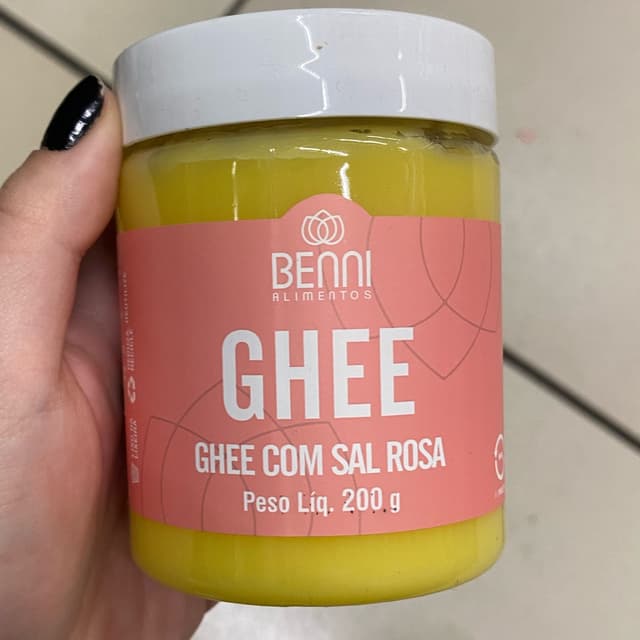 BENNI
ALIMENTOS
GHEE
GHEE COM SAL ROSA
Peso Líq. 200 g